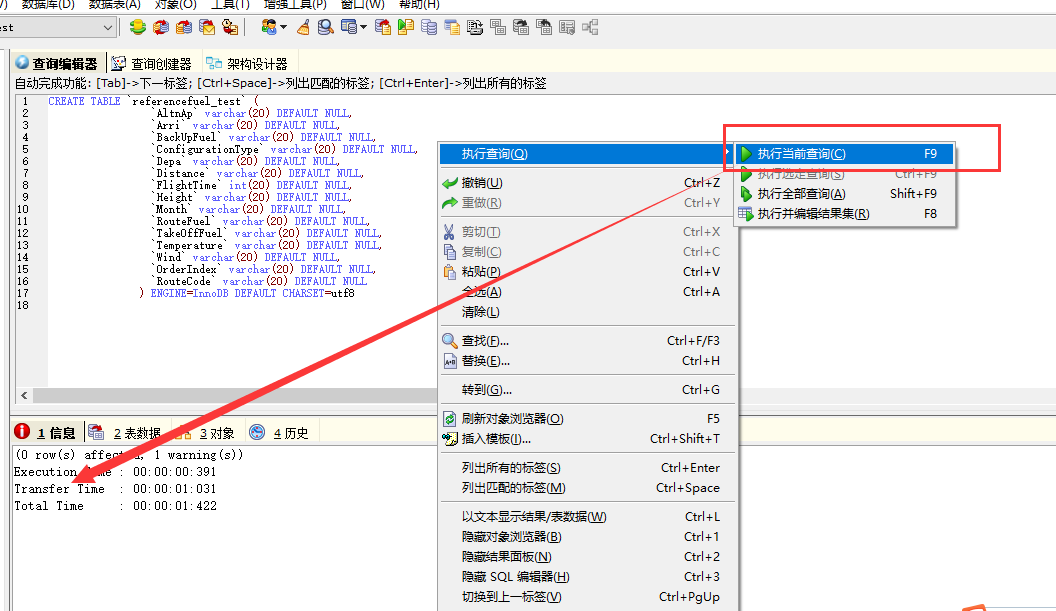 数据库(D) 数据表(A) 对象(O) 工具(T) 增强工具(P) 窗口(W) 帮助(H)
est
查询编辑器 查询创建器 架构设计器
自动完成功能: [Tab]->下一标签; [Ctrl+Space]->列出匹配的标签; [Ctrl+Enter]->列出所有的标签
1 CREATE TABLE `referencefuel_test` (
2 `AltnAp` varchar(20) DEFAULT NULL,
3 `Arri` varchar(20) DEFAULT NULL,
4 `BackUpFuel` varchar(20) DEFAULT NULL,
5 `ConfigurationType` varchar(20) DEFAULT NULL,
6 `Depa` varchar(20) DEFAULT NULL,
7 `Distance` varchar(20) DEFAULT NULL,
8 `FlightTime` int(20) DEFAULT NULL,
9 `Height` varchar(20) DEFAULT NULL,
10 `Month` varchar(20) DEFAULT NULL,
11 `RouteFuel` varchar(20) DEFAULT NULL,
12 `TakeOffFuel` varchar(20) DEFAULT NULL,
13 `Temperature` varchar(20) DEFAULT NULL,
14 `Wind` varchar(20) DEFAULT NULL,
15 `OrderIndex` varchar(20) DEFAULT NULL,
16 `RouteCode` varchar(20) DEFAULT NULL
17 ) ENGINE=InnoDB DEFAULT CHARSET=utf8
18
执行查询(Q)
撤销(U) Ctrl+Z
重做(R) Ctrl+Y
剪切(T) Ctrl+X
复制(C) Ctrl+C
粘贴(P) Ctrl+V
全选(A) Ctrl+A
清除(L)
查找(F)... Ctrl+F/F3
替换(E)... Ctrl+H
转到(G)... Ctrl+G
刷新对象浏览器(O) F5
插入模板(I)... Ctrl+Shift+T
列出所有的标签(S) Ctrl+Enter
列出匹配的标签(M) Ctrl+Space
以文本显示结果/表数据(W) Ctrl+L
隐藏对象浏览器(B) Ctrl+1
隐藏结果面板(N) Ctrl+2
隐藏 SQL 编辑器(H) Ctrl+3
切换到上一标签(V) Ctrl+PgUp
执行当前查询(C) F9
执行选定查询(S) Ctrl+F9
执行全部查询(A) Shift+F9
执行并编辑结果集(R) F8
1 信息 2 表数据 3 对象 4 历史
(0 row(s) affected, 1 warning(s))
Execution Time : 00:00:00:391
Transfer Time : 00:00:01:031
Total Time : 00:00:01:422